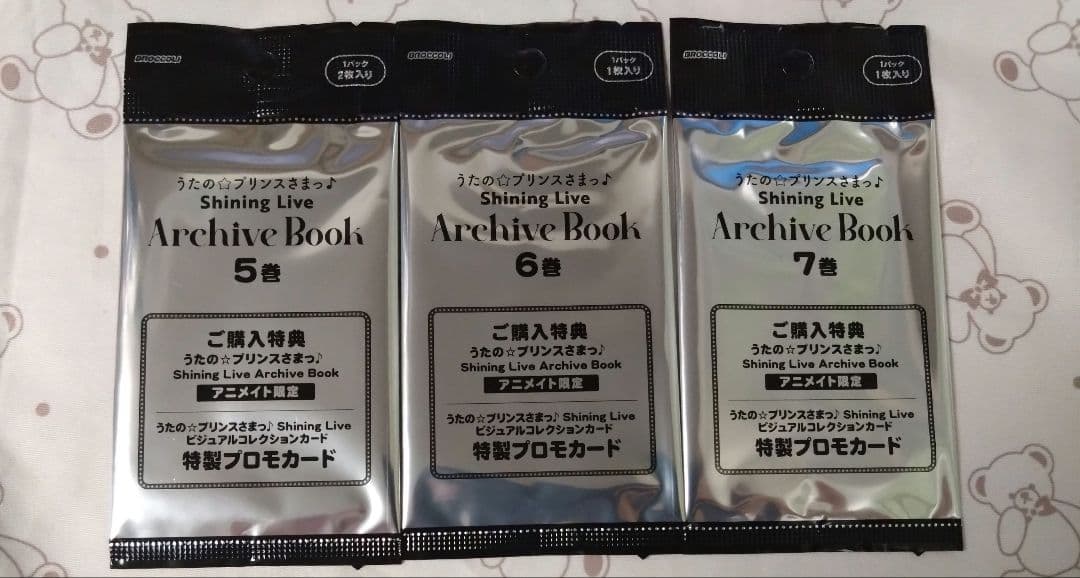 BROCCOLI
1パック
2枚入り
うたの☆プリンスさまっ♪
Shining Live
Archive Book
5巻
ご購入特典
うたの☆プリンスさまっ♪
Shining Live Archive Book
アニメイト限定
うたの☆プリンスさまっ♪ Shining Live
ビジュアルコレクションカード
特製プロモカード
BROCCOLI
1パック
1枚入り
うたの☆プリンスさまっ♪
Shining Live
Archive Book
6巻
ご購入特典
うたの☆プリンスさまっ♪
Shining Live Archive Book
アニメイト限定
うたの☆プリンスさまっ♪ Shining Live
ビジュアルコレクションカード
特製プロモカード
BROCCOLI
1パック
1枚入り
うたの☆プリンスさまっ♪
Shining Live
Archive Book
7巻
ご購入特典
うたの☆プリンスさまっ♪
Shining Live Archive Book
アニメイト限定
うたの☆プリンスさまっ♪ Shining Live
ビジュアルコレクションカード
特製プロモカード